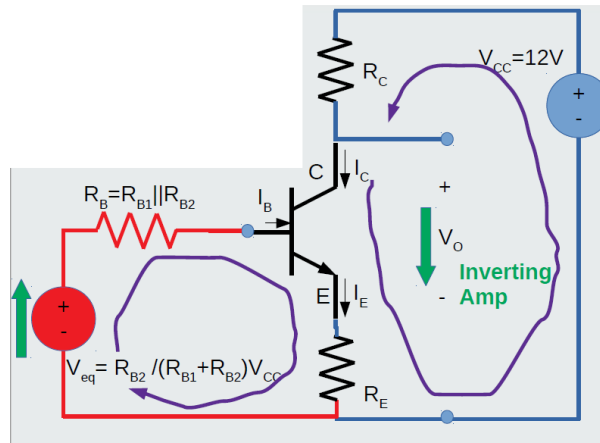 R_C
V_CC=12V
+
-
C
I_C
R_B=R_B1||R_B2
I_B
+
V_O
Inverting
Amp
-
E
I_E
+
-
V_eq= R_B2 /(R_B1+R_B2)V_CC
R_E